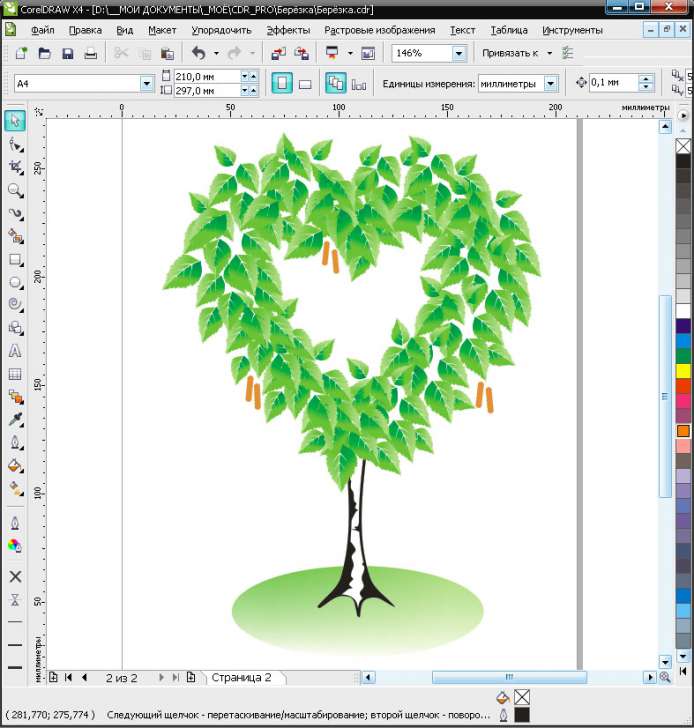 CorelDRAW X4 - [D:\__МОИ ДОКУМЕНТЫ\_МОЁ\CDR_PRO\Берёзка\Берёзка.cdr]
Файл Правка Вид Макет Упорядочить Эффекты Растровые изображения Текст Таблица Инструменты
146% Привязать к
A4 210,0 мм Единицы измерения: миллиметры 0,1 мм
297,0 мм
0 50 100 150 200 миллиметры
250
200
150
100
50
миллиметры
2 из 2 Страница 2
( 281,770; 275,774 ) Следующий щелчок - перетаскивание/масштабирование; второй щелчок - поворо...